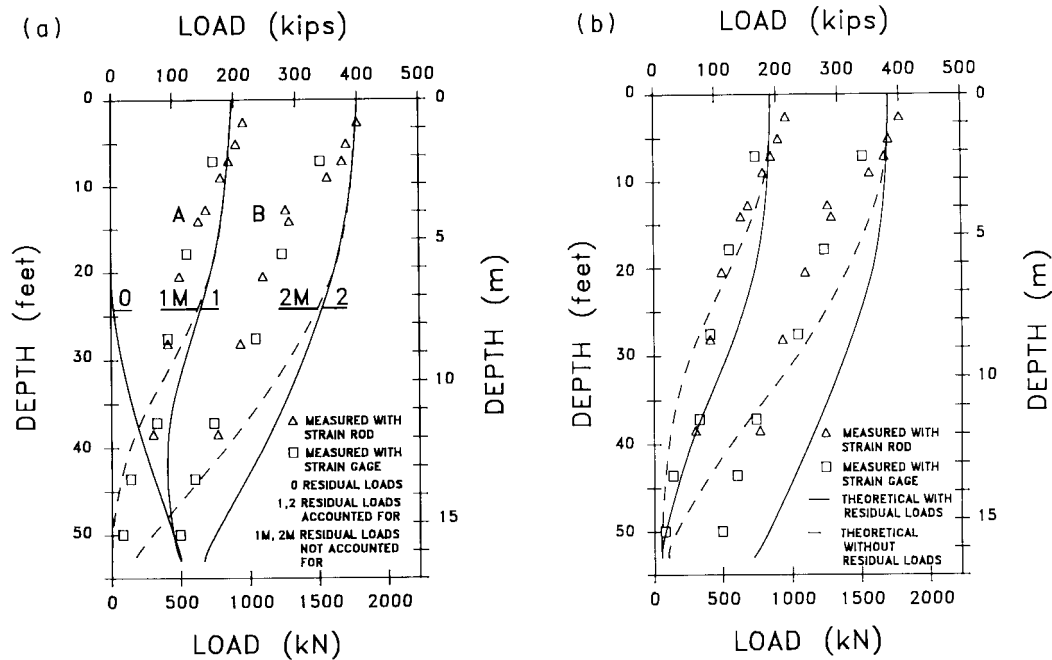 (a)
LOAD (kips)
0 100 200 300 400 500
0
10
20
30
40
50
DEPTH (feet)
0
5
10
15
DEPTH (m)
A
B
0
1M
1
2M
2
△ MEASURED WITH
STRAIN ROD
□ MEASURED WITH
STRAIN GAGE
0 RESIDUAL LOADS
1,2 RESIDUAL LOADS
ACCOUNTED FOR
1M, 2M RESIDUAL LOADS
NOT ACCOUNTED
FOR
0 500 1000 1500 2000
LOAD (kN)
(b)
LOAD (kips)
0 100 200 300 400 500
0
10
20
30
40
50
DEPTH (feet)
0
5
10
15
DEPTH (m)
△ MEASURED WITH
STRAIN ROD
□ MEASURED WITH
STRAIN GAGE
— THEORETICAL WITH
RESIDUAL LOADS
— THEORETICAL
WITHOUT
RESIDUAL LOADS
0 500 1000 1500 2000
LOAD (kN)